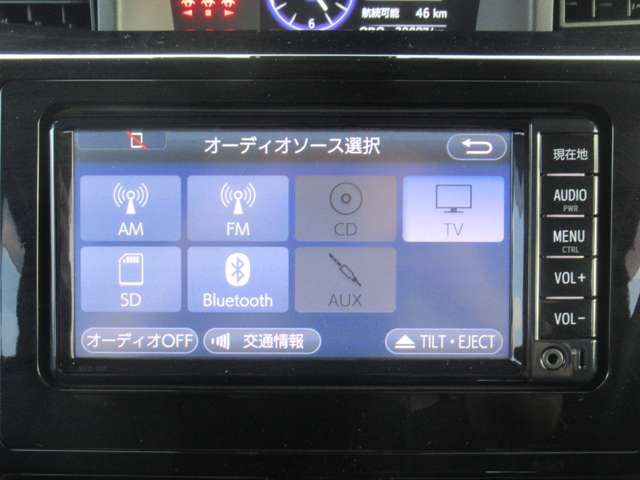 6
航続可能 46 km
オーディオソース選択
現在地
AM
FM
CD
TV
AUDIO
PWR
MENU
CTRL
SD
Bluetooth
AUX
VOL+
オーディオOFF
交通情報
TILT・EJECT
VOL−